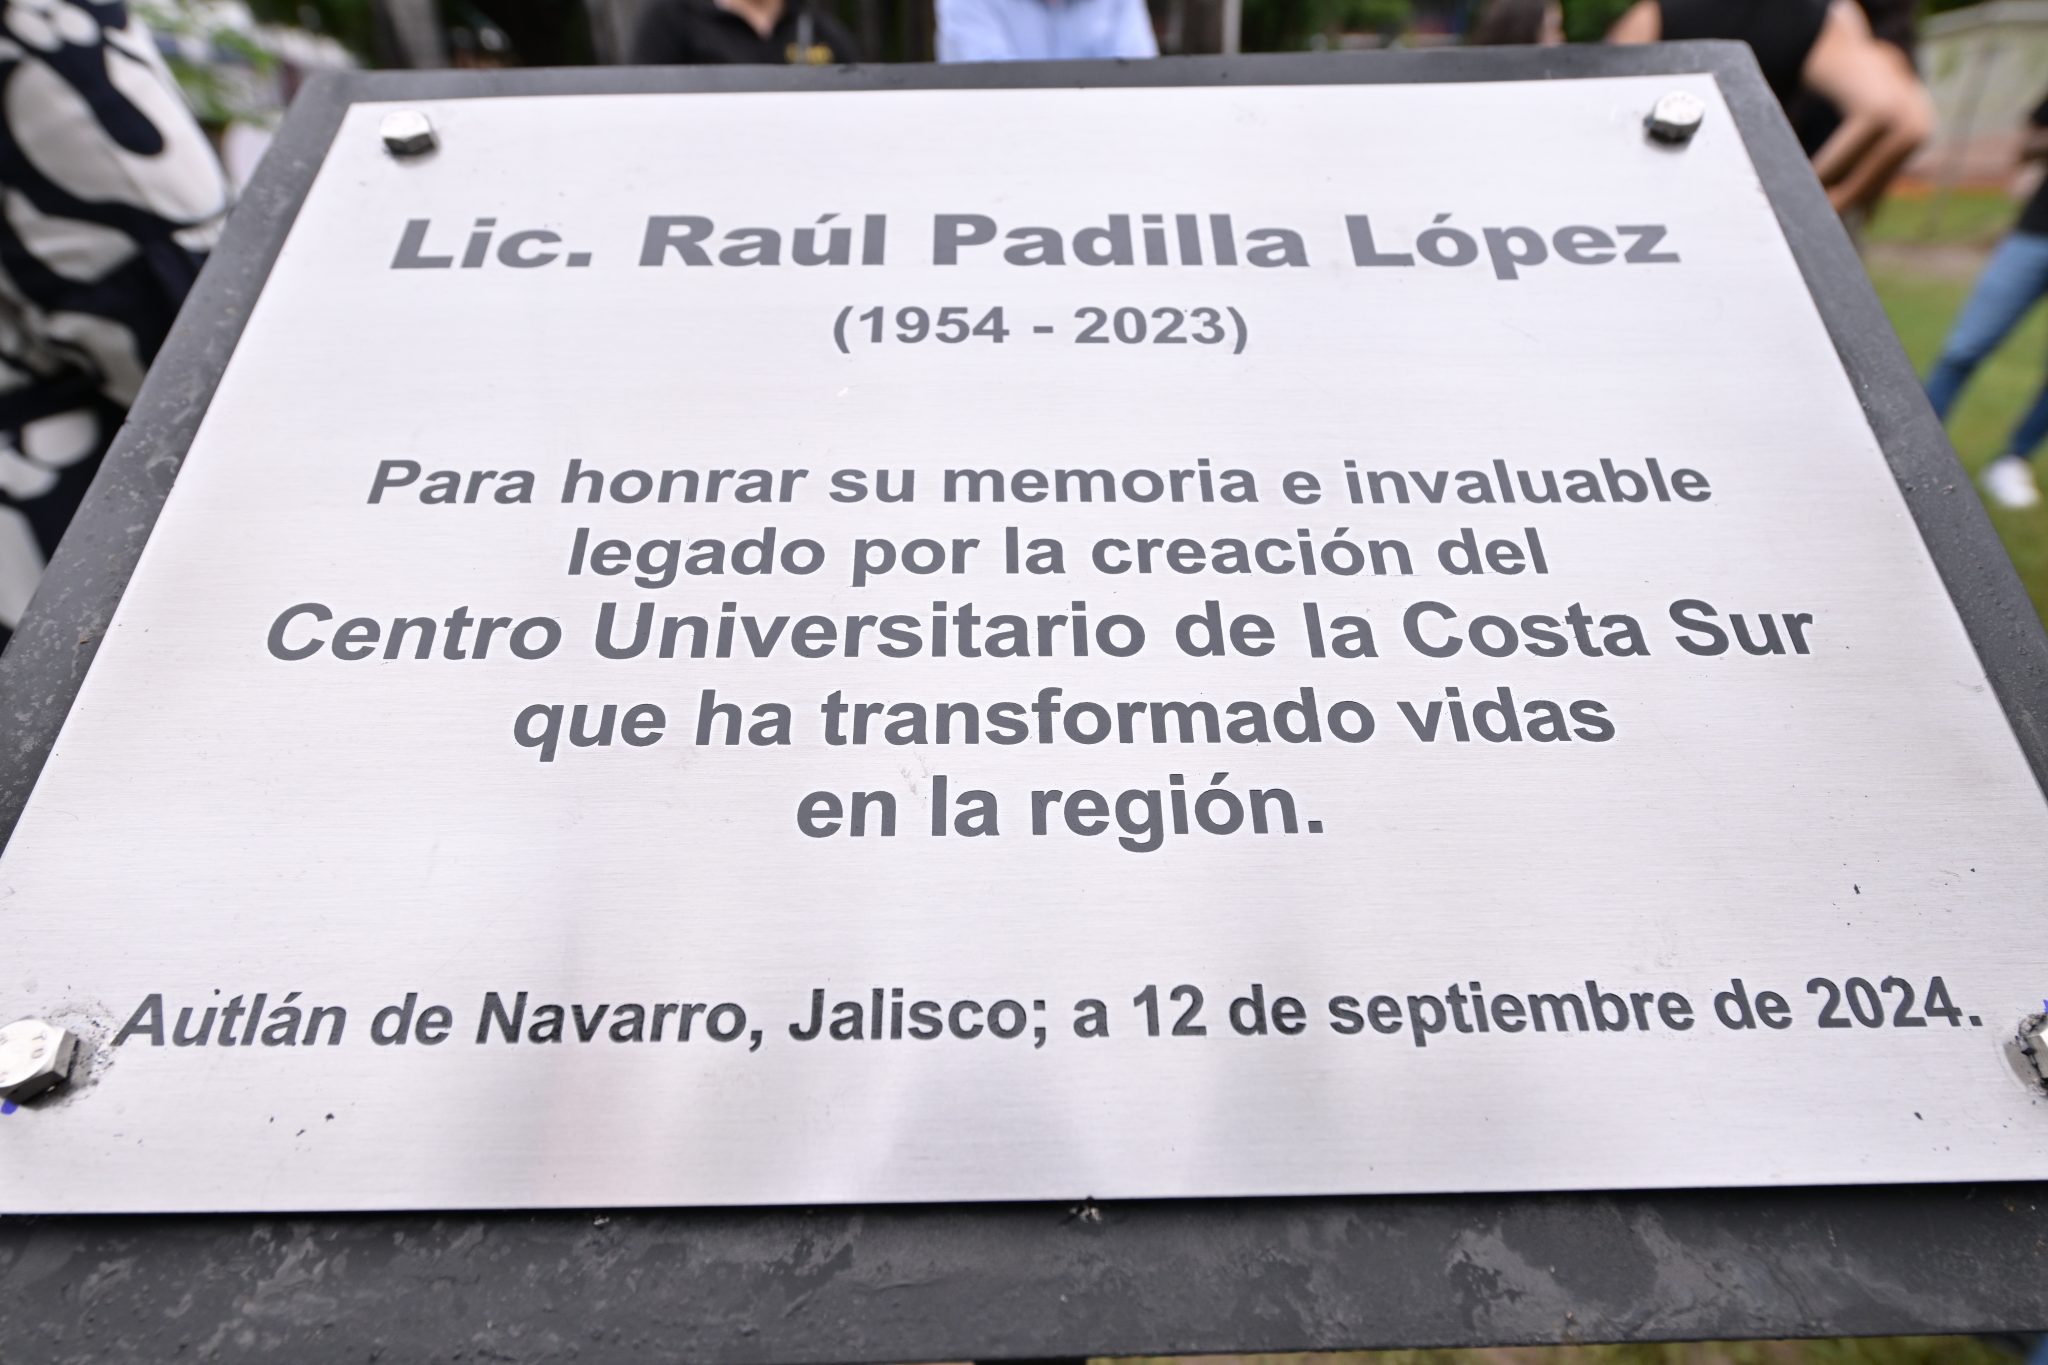 Lic. Raúl Padilla López
(1954 - 2023)
Para honrar su memoria e invaluable
legado por la creación del
Centro Universitario de la Costa Sur
que ha transformado vidas
en la región.
Autlán de Navarro, Jalisco; a 12 de septiembre de 2024.